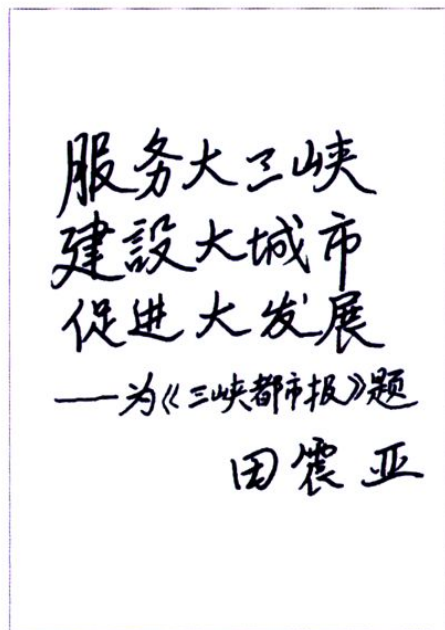 服务大三峡
建設大城市
促进大发展
——为《三峡都市报》题
田震亚